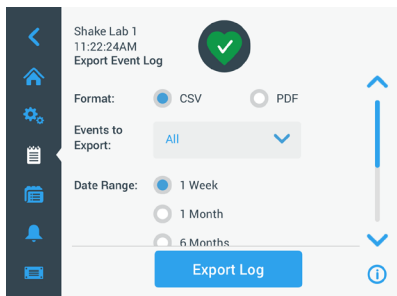 Shake Lab 1
11:22:24AM
Export Event Log
Format: CSV PDF
Events to
Export: All
Date Range: 1 Week
1 Month
6 Months
Export Log